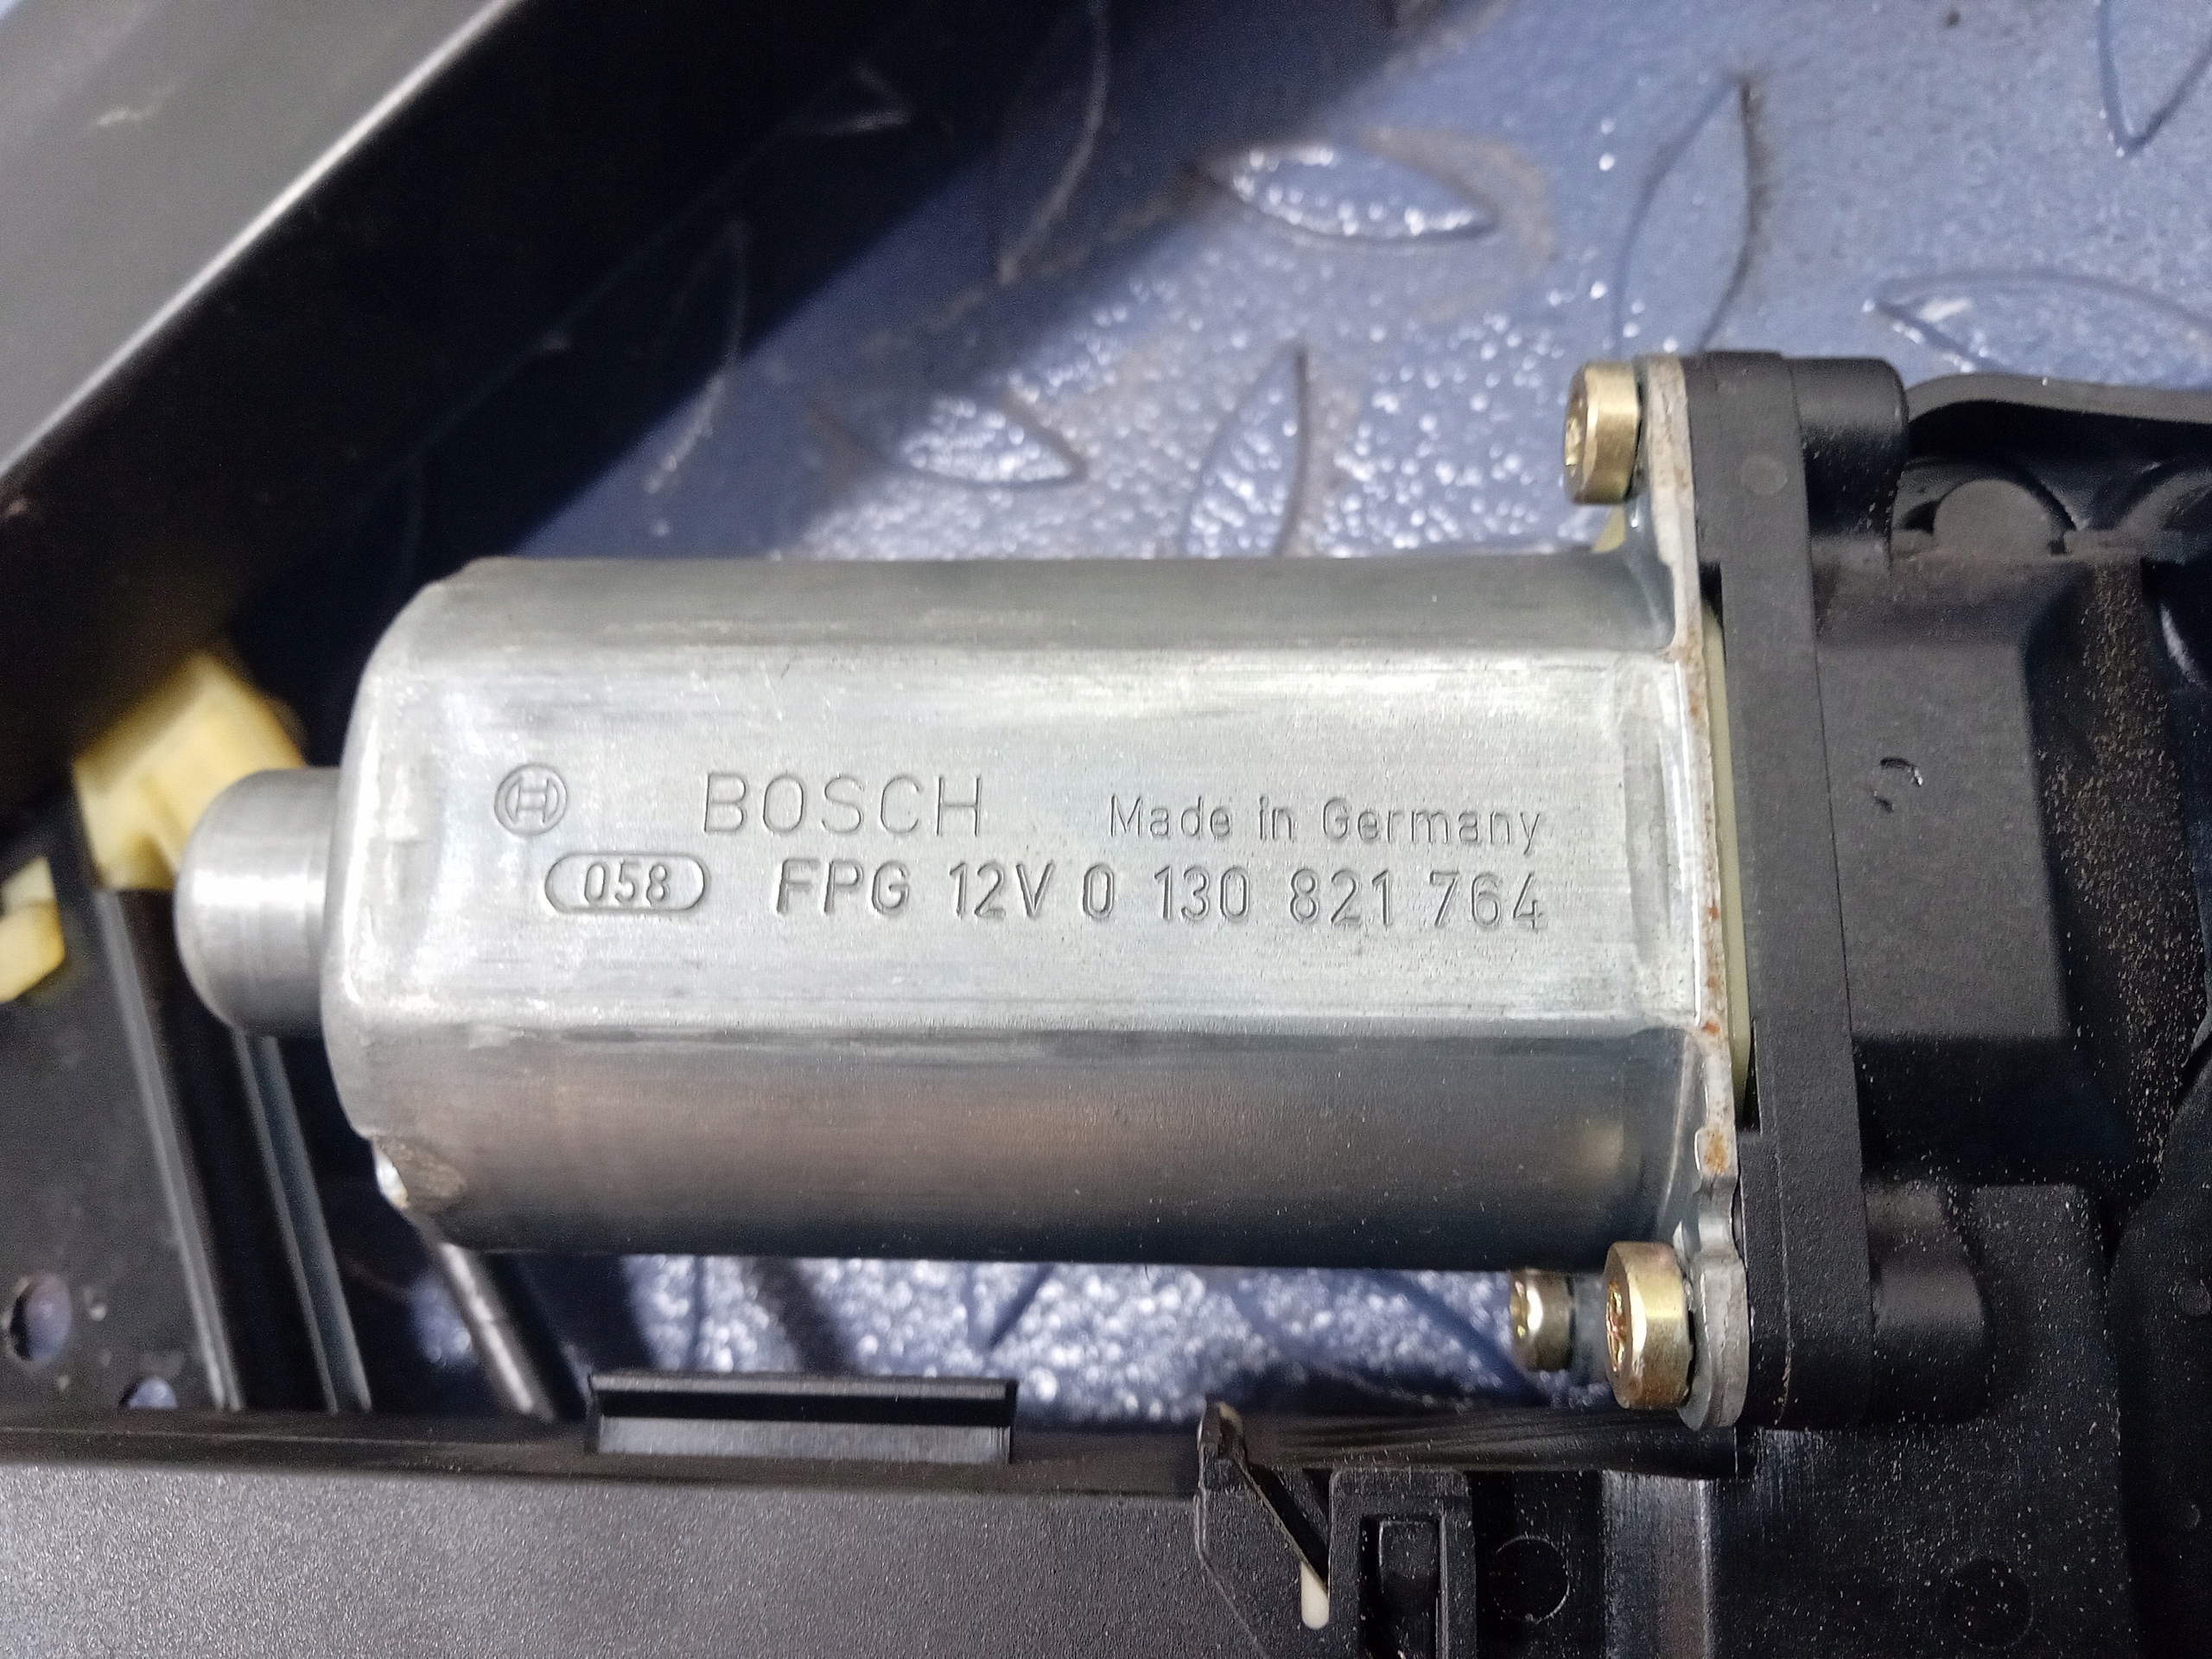 BOSCH Made in Germany
058 FPG 12V 0 130 821 764